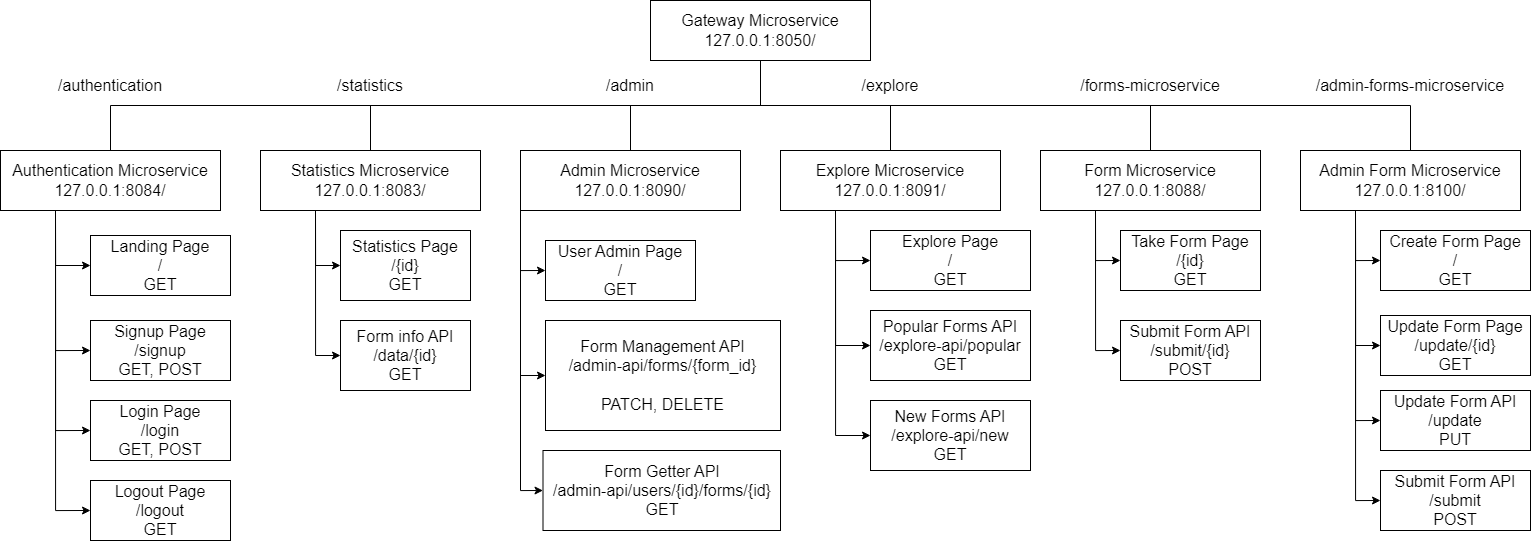 Gateway Microservice
127.0.0.1:8050/
/authentication
/statistics
/admin
/explore
/forms-microservice
/admin-forms-microservice
Authentication Microservice
127.0.0.1:8084/
Landing Page
/
GET
Signup Page
/signup
GET, POST
Login Page
/login
GET, POST
Logout Page
/logout
GET
Statistics Microservice
127.0.0.1:8083/
Statistics Page
/{id}
GET
Form info API
/data/{id}
GET
Admin Microservice
127.0.0.1:8090/
User Admin Page
/
GET
Form Management API
/admin-api/forms/{form_id}
PATCH, DELETE
Form Getter API
/admin-api/users/{id}/forms/{id}
GET
Explore Microservice
127.0.0.1:8091/
Explore Page
/
GET
Popular Forms API
/explore-api/popular
GET
New Forms API
/explore-api/new
GET
Form Microservice
127.0.0.1:8088/
Take Form Page
/{id}
GET
Submit Form API
/submit/{id}
POST
Admin Form Microservice
127.0.0.1:8100/
Create Form Page
/
GET
Update Form Page
/update/{id}
GET
Update Form API
/update
PUT
Submit Form API
/submit
POST